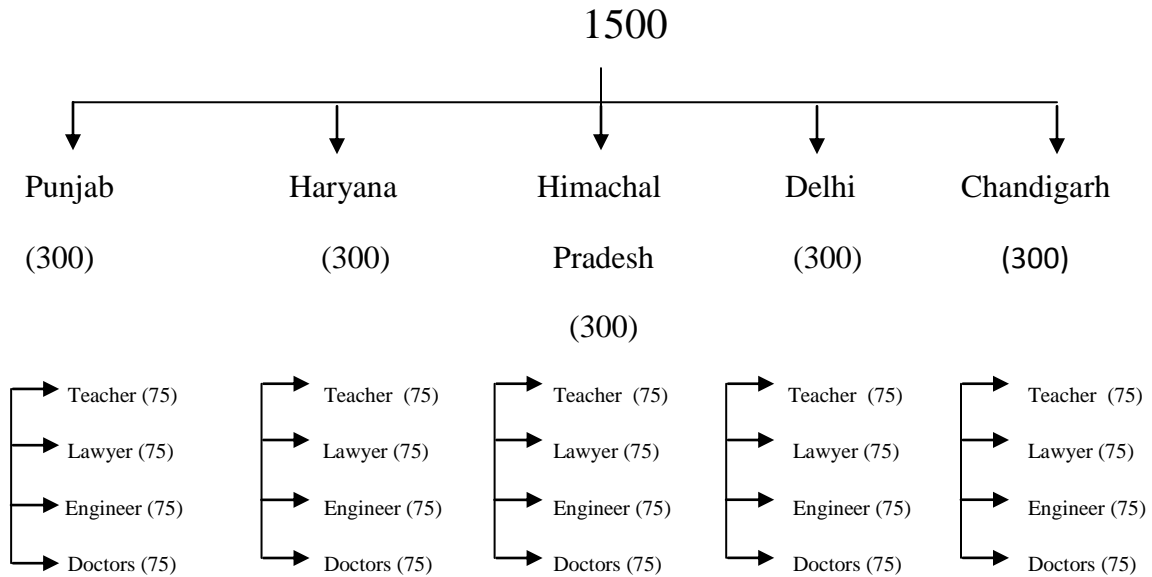 1500
Punjab Haryana Himachal Delhi Chandigarh
(300) (300) Pradesh (300) (300)
(300)
Teacher (75) Teacher (75) Teacher (75) Teacher (75) Teacher (75)
Lawyer (75) Lawyer (75) Lawyer (75) Lawyer (75) Lawyer (75)
Engineer (75) Engineer (75) Engineer (75) Engineer (75) Engineer (75)
Doctors (75) Doctors (75) Doctors (75) Doctors (75) Doctors (75)